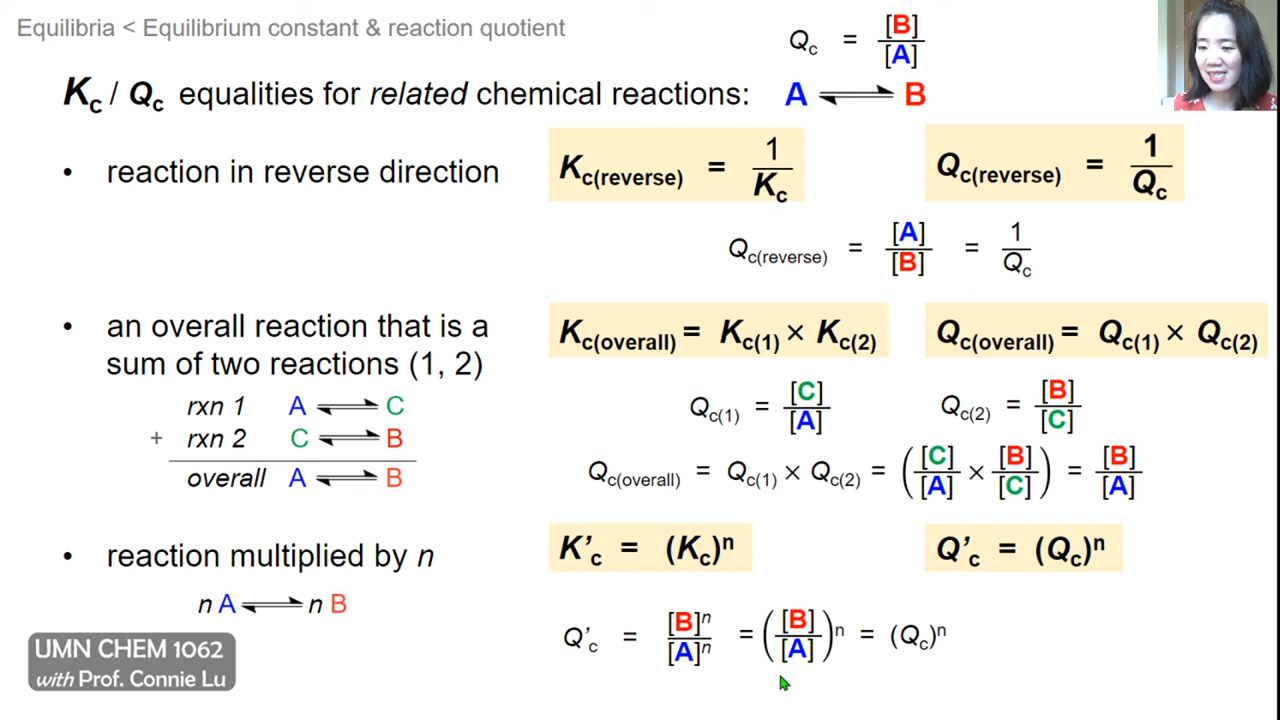 Equilibria < Equilibrium constant & reaction quotient
Qc = [B]/[A]
Kc / Qc equalities for related chemical reactions: A ⇌ B
• reaction in reverse direction
Kc(reverse) = 1/Kc
Qc(reverse) = 1/Qc
Qc(reverse) = [A]/[B] = 1/Qc
• an overall reaction that is a
sum of two reactions (1, 2)
Kc(overall) = Kc(1) × Kc(2)
Qc(overall) = Qc(1) × Qc(2)
rxn 1 A ⇌ C
+ rxn 2 C ⇌ B
overall A ⇌ B
Qc(1) = [C]/[A]
Qc(2) = [B]/[C]
Qc(overall) = Qc(1) × Qc(2) = ([C]/[A] × [B]/[C]) = [B]/[A]
• reaction multiplied by n
K'c = (Kc)ⁿ
Q'c = (Qc)ⁿ
n A ⇌ n B
Q'c = [B]ⁿ/[A]ⁿ = ([B]/[A])ⁿ = (Qc)ⁿ
UMN CHEM 1062
with Prof. Connie Lu